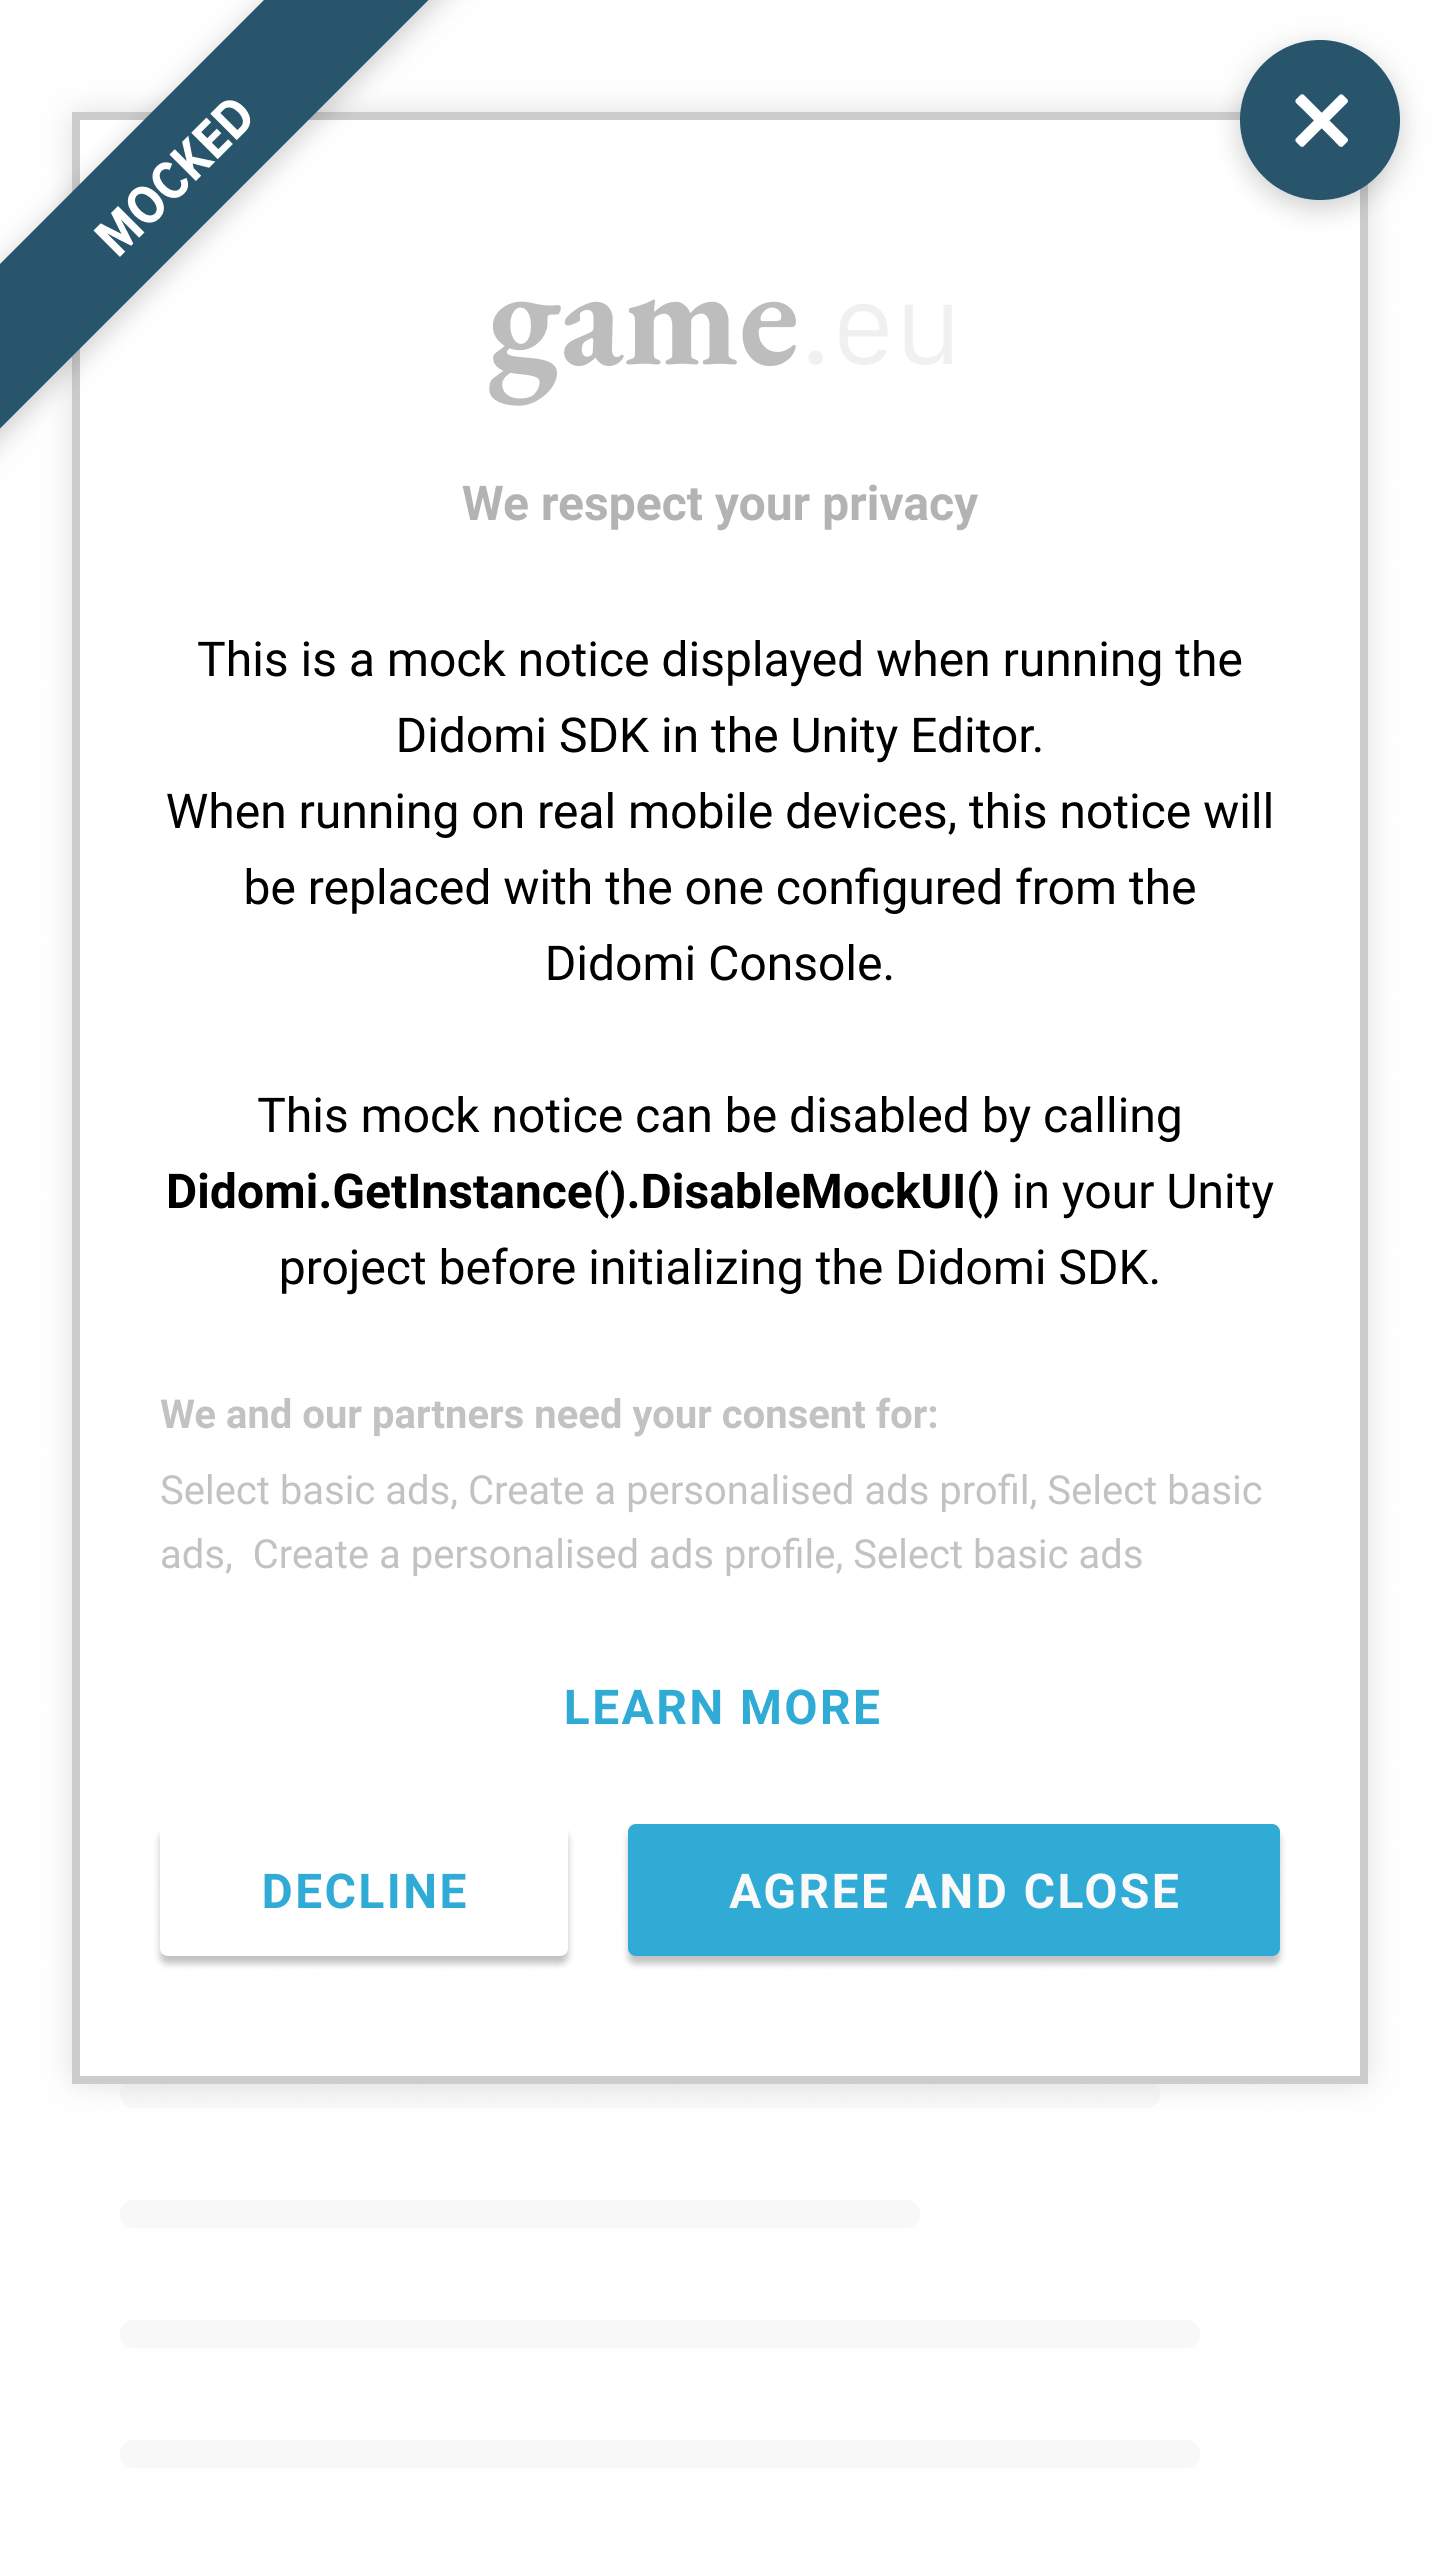 MOCKED
game.eu
We respect your privacy
This is a mock notice displayed when running the
Didomi SDK in the Unity Editor.
When running on real mobile devices, this notice will
be replaced with the one configured from the
Didomi Console.
This mock notice can be disabled by calling
Didomi.GetInstance().DisableMockUI() in your Unity
project before initializing the Didomi SDK.
We and our partners need your consent for:
Select basic ads, Create a personalised ads profil, Select basic
ads,  Create a personalised ads profile, Select basic ads
LEARN MORE
DECLINE
AGREE AND CLOSE